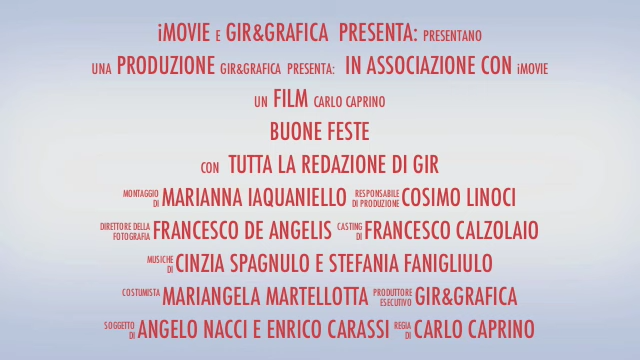 iMOVIE E GIR&GRAFICA PRESENTA: PRESENTANO
UNA PRODUZIONE GIR&GRAFICA PRESENTA: IN ASSOCIAZIONE CON iMOVIE
UN FILM CARLO CAPRINO
BUONE FESTE
CON TUTTA LA REDAZIONE DI GIR
MONTAGGIO DI MARIANNA IAQUANIELLO RESPONSABILE DI PRODUZIONE COSIMO LINOCI
DIRETTORE DELLA FOTOGRAFIA FRANCESCO DE ANGELIS CASTING DI FRANCESCO CALZOLAIO
MUSICHE DI CINZIA SPAGNULO E STEFANIA FANIGLIULO
COSTUMISTA MARIANGELA MARTELLOTTA PRODUTTORE ESECUTIVO GIR&GRAFICA
SOGGETTO DI ANGELO NACCI E ENRICO CARASSI REGIA DI CARLO CAPRINO